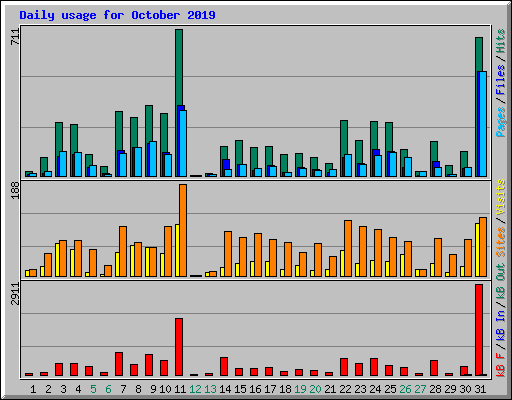 Daily usage for October 2019
711
Pages / Files / Hits
188
Sites / Visits
2911
kB F / kB In / kB Out
1 2 3 4 5 6 7 8 9 10 11 12 13 14 15 16 17 18 19 20 21 22 23 24 25 26 27 28 29 30 31